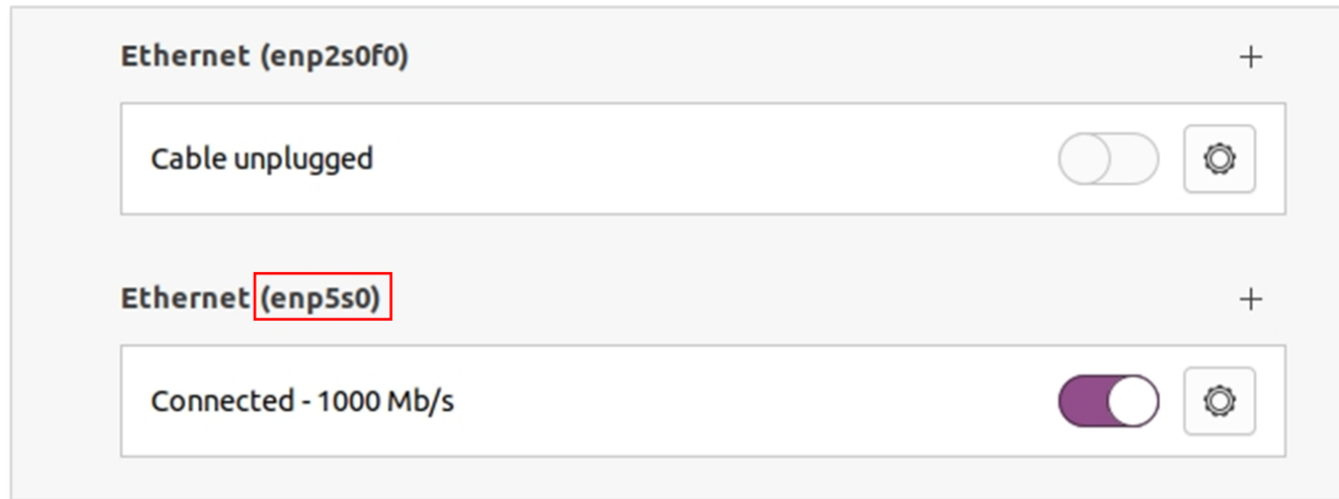 Ethernet (enp2s0f0)
Cable unplugged
Ethernet (enp5s0)
Connected - 1000 Mb/s